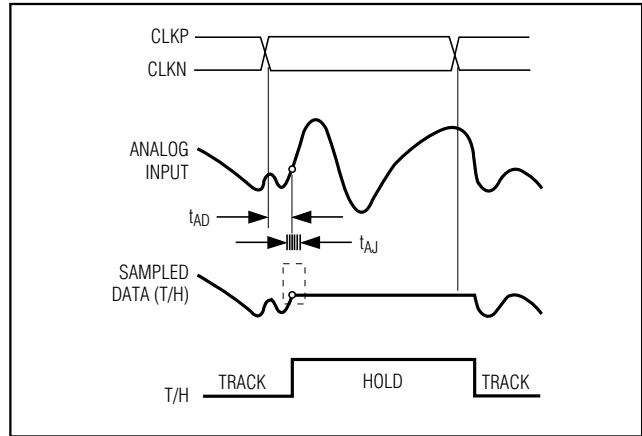 CLKP
CLKN
ANALOG
INPUT
tAD
tAJ
SAMPLED
DATA (T/H)
T/H
TRACK
HOLD
TRACK